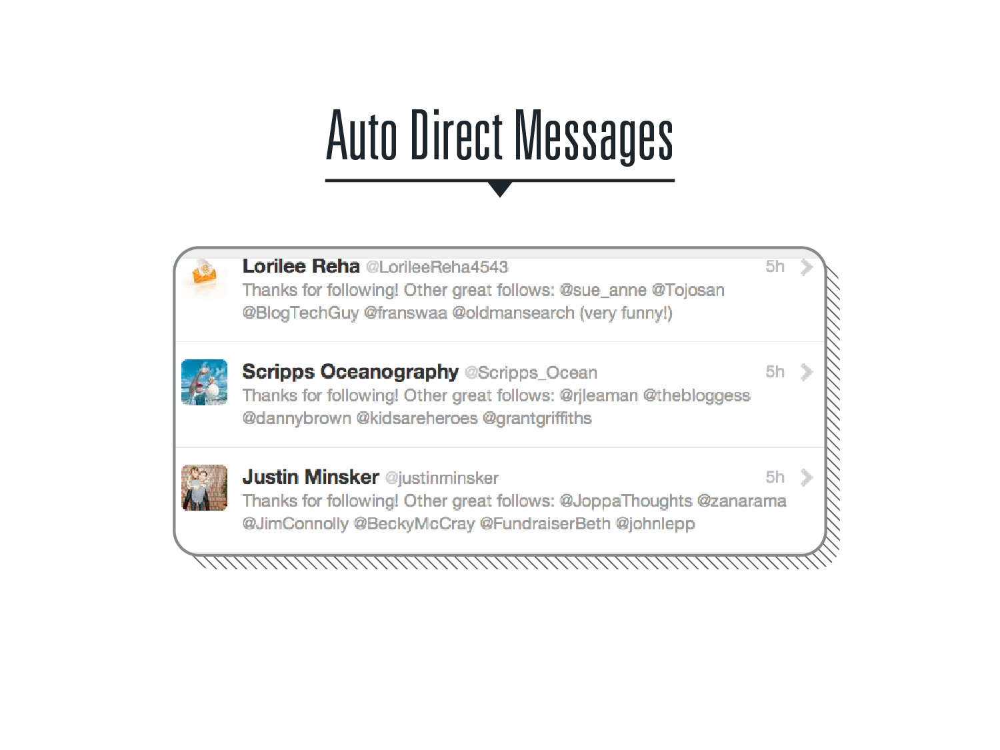 Auto Direct Messages
Lorilee Reha @LorileeReha4543 5h
Thanks for following! Other great follows: @sue_anne @Tojosan
@BlogTechGuy @franswaa @oldmansearch (very funny!)
Scripps Oceanography @Scripps_Ocean 5h
Thanks for following! Other great follows: @rjleaman @thebloggess
@dannybrown @kidsareheroes @grantgriffiths
Justin Minsker @justinminsker 5h
Thanks for following! Other great follows: @JoppaThoughts @zanarama
@JimConnolly @BeckyMcCray @FundraiserBeth @johnlepp